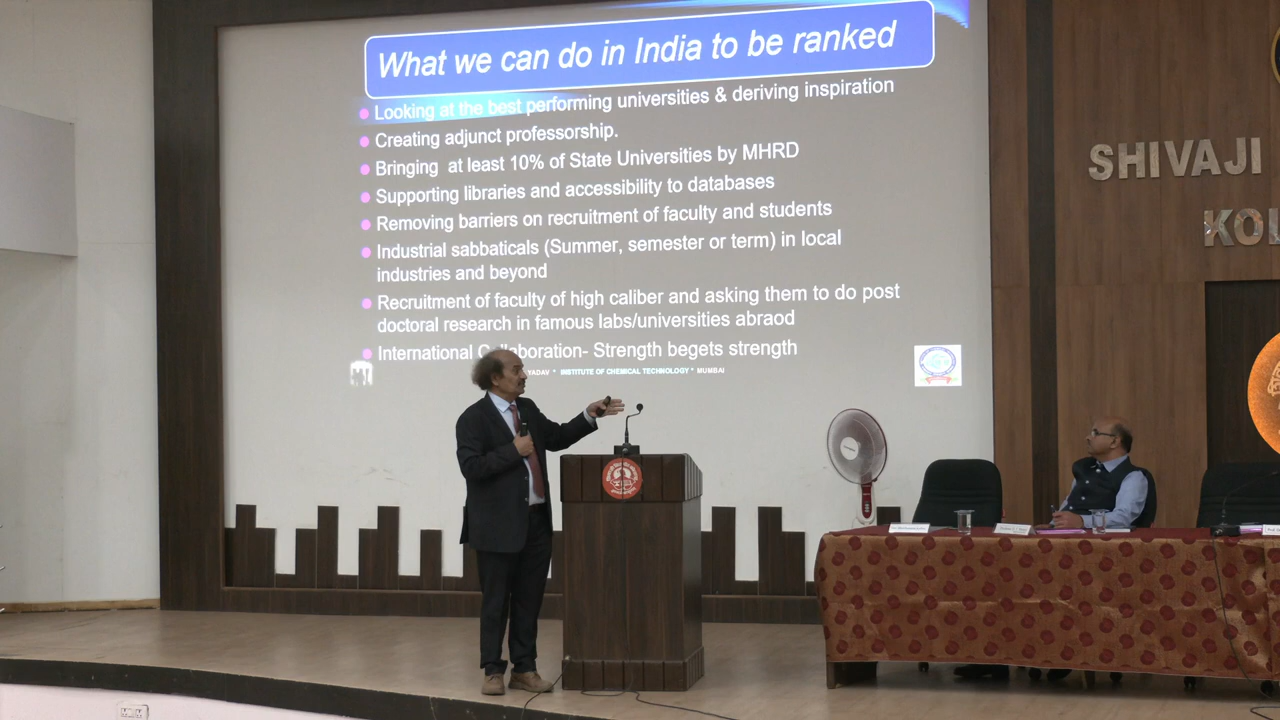 What we can do in India to be ranked
Looking at the best performing universities & deriving inspiration
Creating adjunct professorship.
Bringing at least 10% of State Universities by MHRD
Supporting libraries and accessibility to databases
Removing barriers on recruitment of faculty and students
Industrial sabbaticals (Summer, semester or term) in local
industries and beyond
Recruitment of faculty of high caliber and asking them to do post
doctoral research in famous labs/universities abraod
International Collaboration- Strength begets strength
YADAV * INSTITUTE OF CHEMICAL TECHNOLOGY * MUMBAI
SHIVAJI